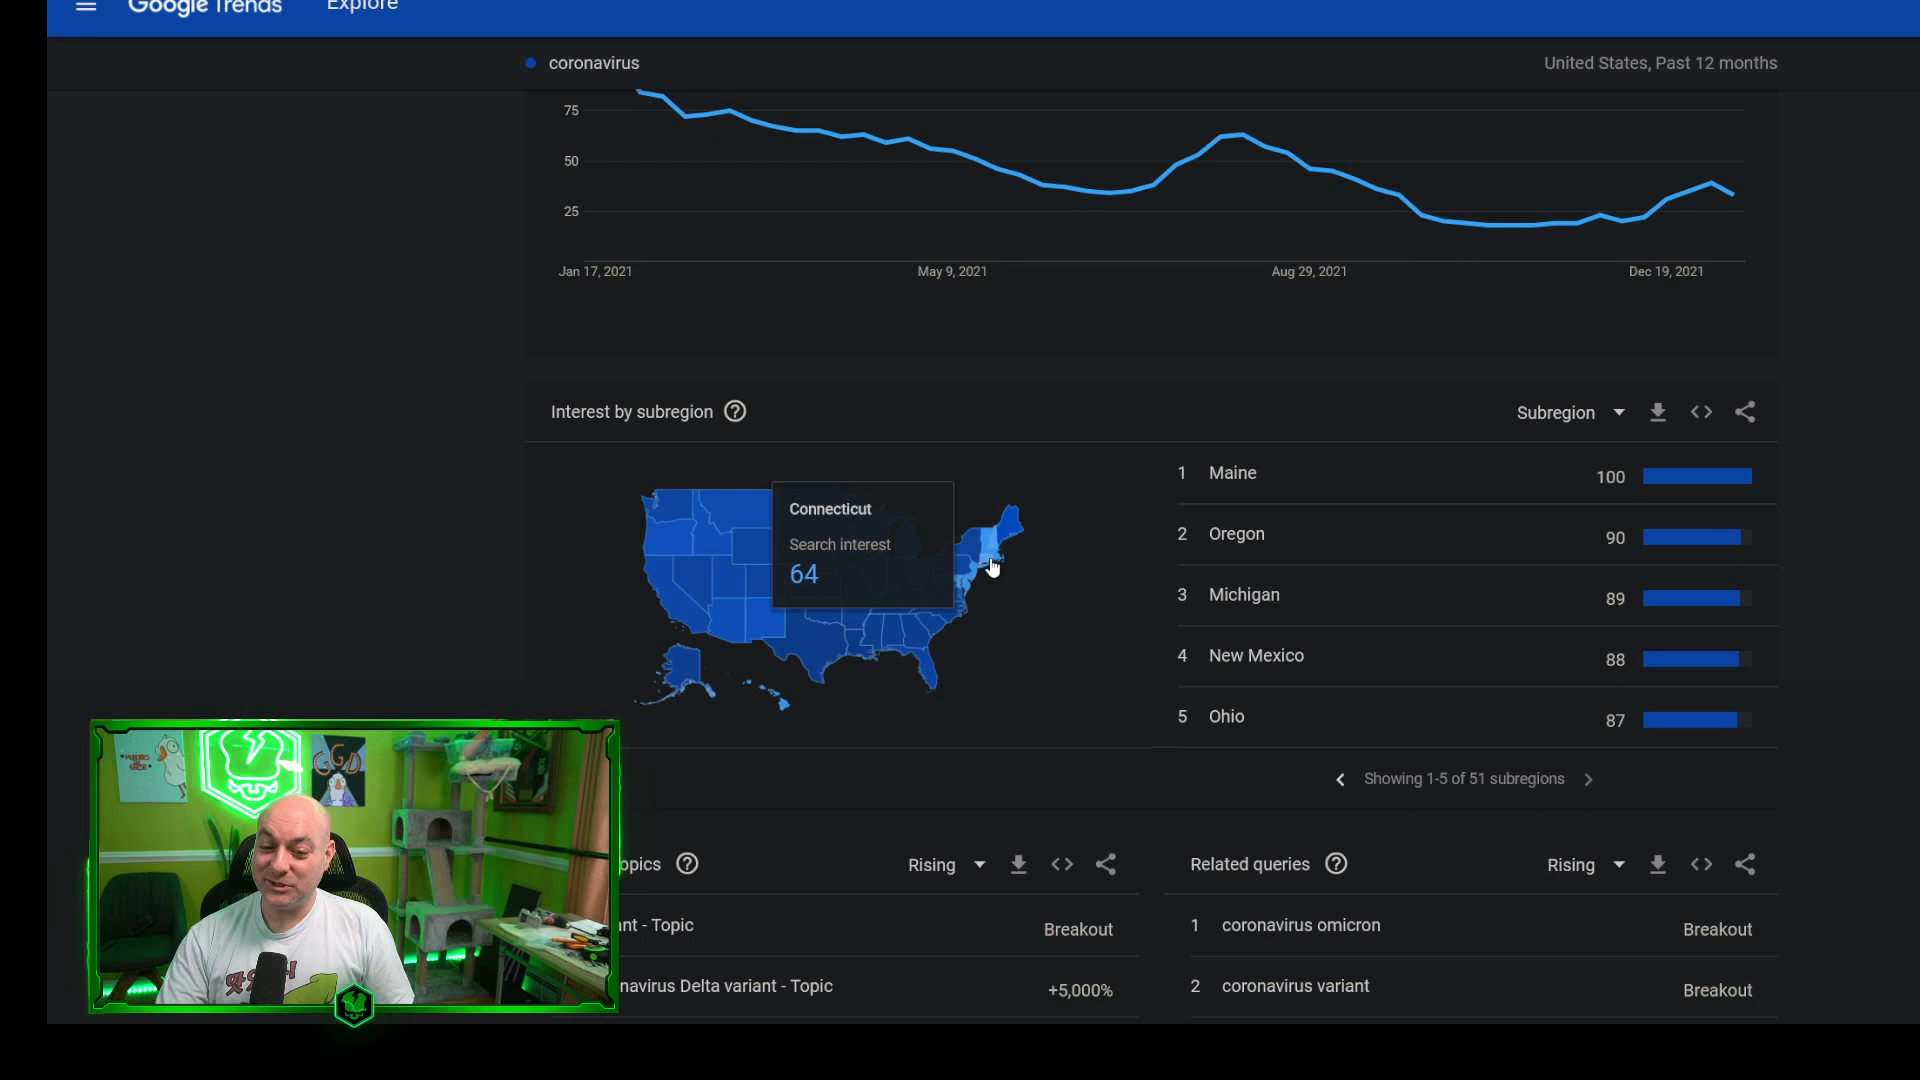 Google Trends Explore
coronavirus United States, Past 12 months
75
50
25
Jan 17, 2021 May 9, 2021 Aug 29, 2021 Dec 19, 2021
Interest by subregion Subregion
Connecticut
Search interest
64
1 Maine 100
2 Oregon 90
3 Michigan 89
4 New Mexico 88
5 Ohio 87
Showing 1-5 of 51 subregions
opics Rising
nt - Topic Breakout
navirus Delta variant - Topic +5,000%
Related queries Rising
1 coronavirus omicron Breakout
2 coronavirus variant Breakout
GGD